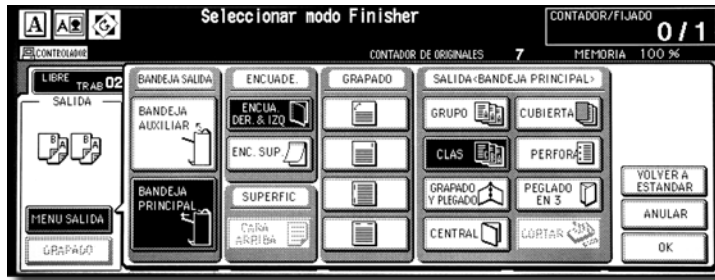 Seleccionar modo Finisher
CONTADOR/FIJADO
0/1
CONTROLADOR
CONTADOR DE ORIGINALES 7 MEMORIA 100 %
LIBRE
TRAB 02
SALIDA
MENU SALIDA
GRAPADO
BANDEJA SALIDA
BANDEJA
AUXILIAR
BANDEJA
PRINCIPAL
ENCUADE.
ENCUA.
DER. & IZQ
ENC. SUP.
SUPERFIC
CARA
ARRIBA
GRAPADO
SALIDA<BANDEJA PRINCIPAL>
GRUPO
CUBIERTA
CLAS
PERFORA
GRAPADO
Y PLEGADO
PEGLADO
EN 3
CENTRAL
CORTAR
VOLVER A
ESTANDAR
ANULAR
OK